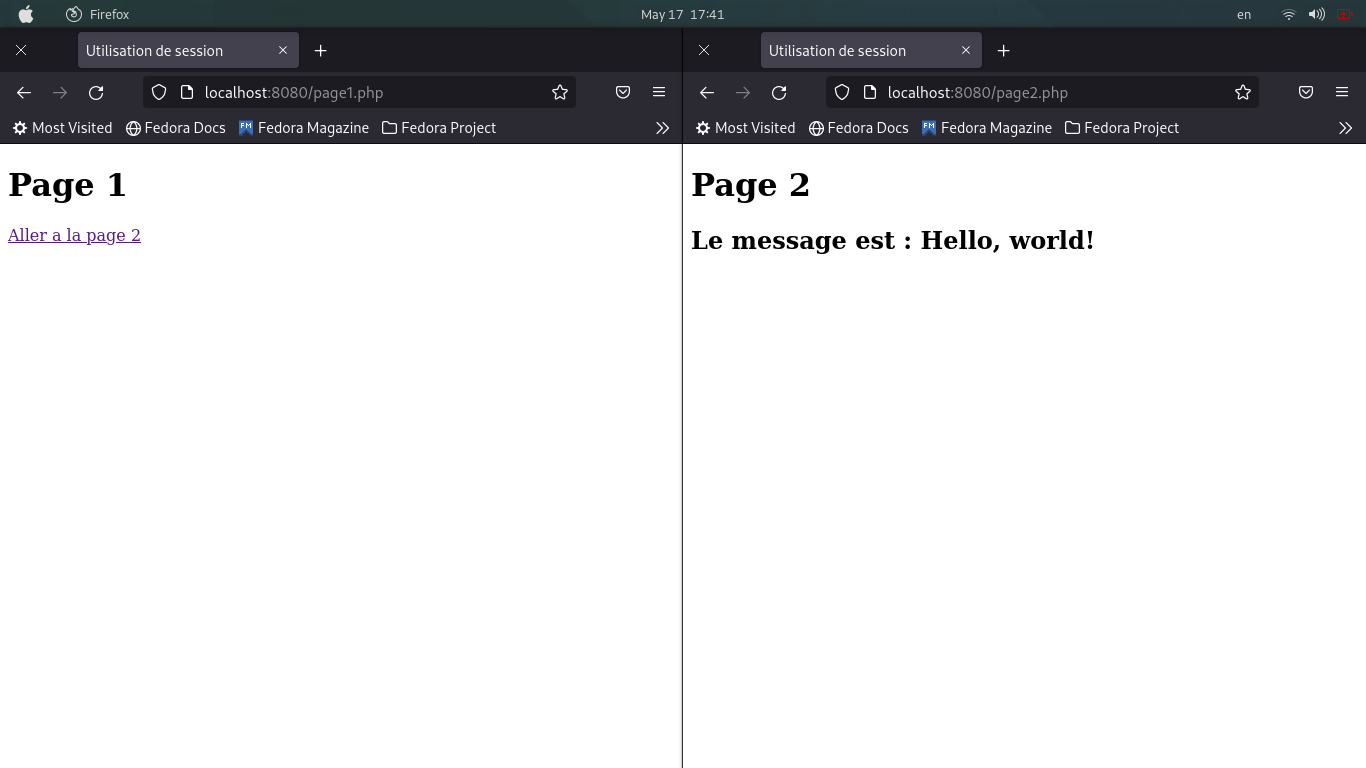 Firefox
May 17 17:41
en
Utilisation de session
localhost:8080/page1.php
Most Visited Fedora Docs FM Fedora Magazine Fedora Project
Page 1
Aller a la page 2
Utilisation de session
localhost:8080/page2.php
Most Visited Fedora Docs FM Fedora Magazine Fedora Project
Page 2
Le message est : Hello, world!